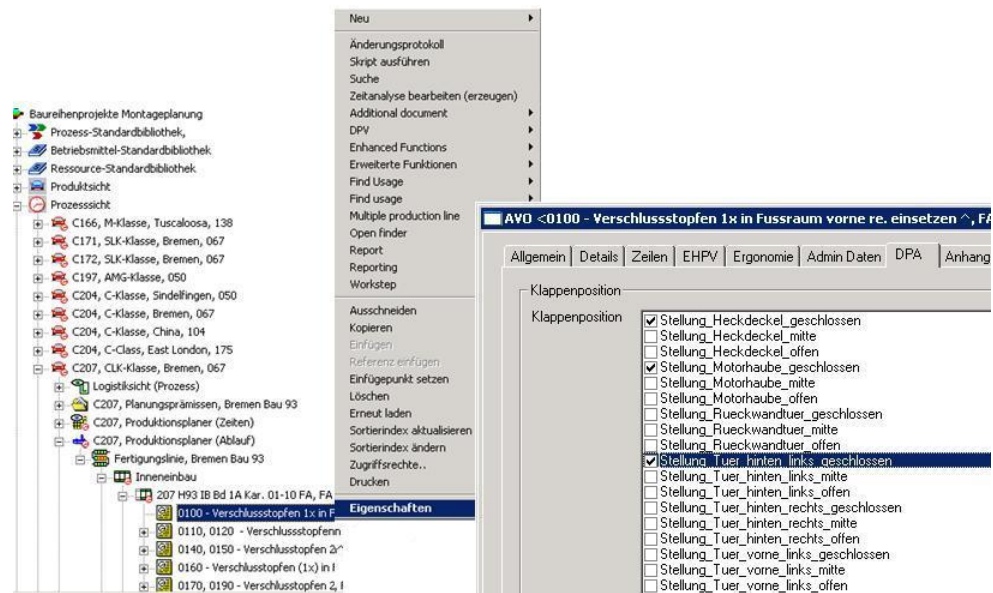 Baureihenprojekte Montageplanung
Prozess-Standardbibliothek,
Betriebsmittel-Standardbibliothek
Ressource-Standardbibliothek
Produktsicht
Prozesssicht
C166, M-Klasse, Tuscaloosa, 138
C171, SLK-Klasse, Bremen, 067
C172, SLK-Klasse, Bremen, 067
C197, AMG-Klasse, 050
C204, C-Klasse, Sindelfingen, 050
C204, C-Klasse, Bremen, 067
C204, C-Klasse, China, 104
C204, C-Class, East London, 175
C207, CLK-Klasse, Bremen, 067
Logistiksicht (Prozess)
C207, Planungsprämissen, Bremen Bau 93
C207, Produktionsplaner (Zeiten)
C207, Produktionsplaner (Ablauf)
Fertigungslinie, Bremen Bau 93
Inneneinbau
207 H93 IB Bd 1A Kar. 01-10 FA, FA
0100 - Verschlussstopfen 1x in F
0110, 0120 - Verschlussstopfenn
0140, 0150 - Verschlusstopfen 2x^
0160 - Verschlusstopfen (1x) in I
0170, 0190 - Verschlusstopfen 2, I
Neu
Änderungsprotokoll
Skript ausführen
Suche
Zeitanalyse bearbeiten (erzeugen)
Additional document
DPV
Enhanced Functions
Erweiterte Funktionen
Find Usage
Find usage
Multiple production line
Open finder
Report
Reporting
Workstep
Ausschneiden
Kopieren
Einfügen
Referenz einfügen
Einfügepunkt setzen
Löschen
Erneut laden
Sortierindex aktualisieren
Sortierindex ändern
Zugriffsrechte..
Drucken
Eigenschaften
AVO <0100 - Verschlussstopfen 1x in Fussraum vorne re. einsetzen ^, FA
Allgemein Details Zeilen EHPV Ergonomie Admin Daten DPA Anhang
Klappenposition
Klappenposition
Stellung_Heckdeckel_geschlossen
Stellung_Heckdeckel_mitte
Stellung_Heckdeckel_offen
Stellung_Motorhaube_geschlossen
Stellung_Motorhaube_mitte
Stellung_Motorhaube_offen
Stellung_Rueckwandtuer_geschlossen
Stellung_Rueckwandtuer_mitte
Stellung_Rueckwandtuer_offen
Stellung_Tuer_hinten_links_geschlossen
Stellung_Tuer_hinten_links_mitte
Stellung_Tuer_hinten_links_offen
Stellung_Tuer_hinten_rechts_geschlossen
Stellung_Tuer_hinten_rechts_mitte
Stellung_Tuer_hinten_rechts_offen
Stellung_Tuer_vorne_links_geschlossen
Stellung_Tuer_vorne_links_mitte
Stellung_Tuer_vorne_links_offen